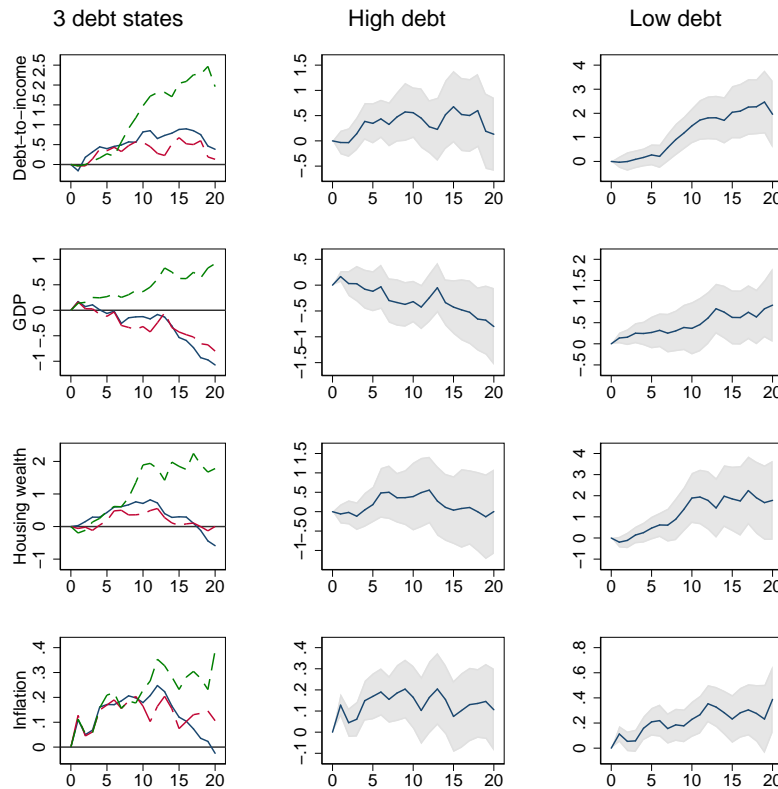 3 debt states
High debt
Low debt
Debt-to-income
0 .5 1 1.5 2 2.5
0 5 10 15 20
-.5 0 .5 1 1.5
0 5 10 15 20
0 1 2 3 4
0 5 10 15 20
GDP
-1 -.5 0 .5 1
0 5 10 15 20
-1.5 -1 -.5 0 .5
0 5 10 15 20
-.5 0 .5 1 1.5 2
0 5 10 15 20
Housing wealth
-1 0 1 2
0 5 10 15 20
-1 -.5 0 .5 1 1.5
0 5 10 15 20
0 1 2 3 4
0 5 10 15 20
Inflation
0 .1 .2 .3 .4
0 5 10 15 20
-.1 0 .1 .2 .3 .4
0 5 10 15 20
0 .2 .4 .6 .8
0 5 10 15 20